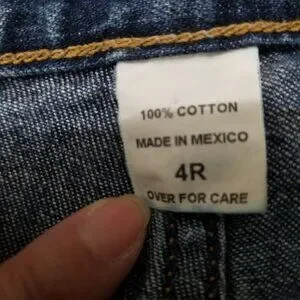 100% COTTON
MADE IN MEXICO
4R
OVER FOR CARE